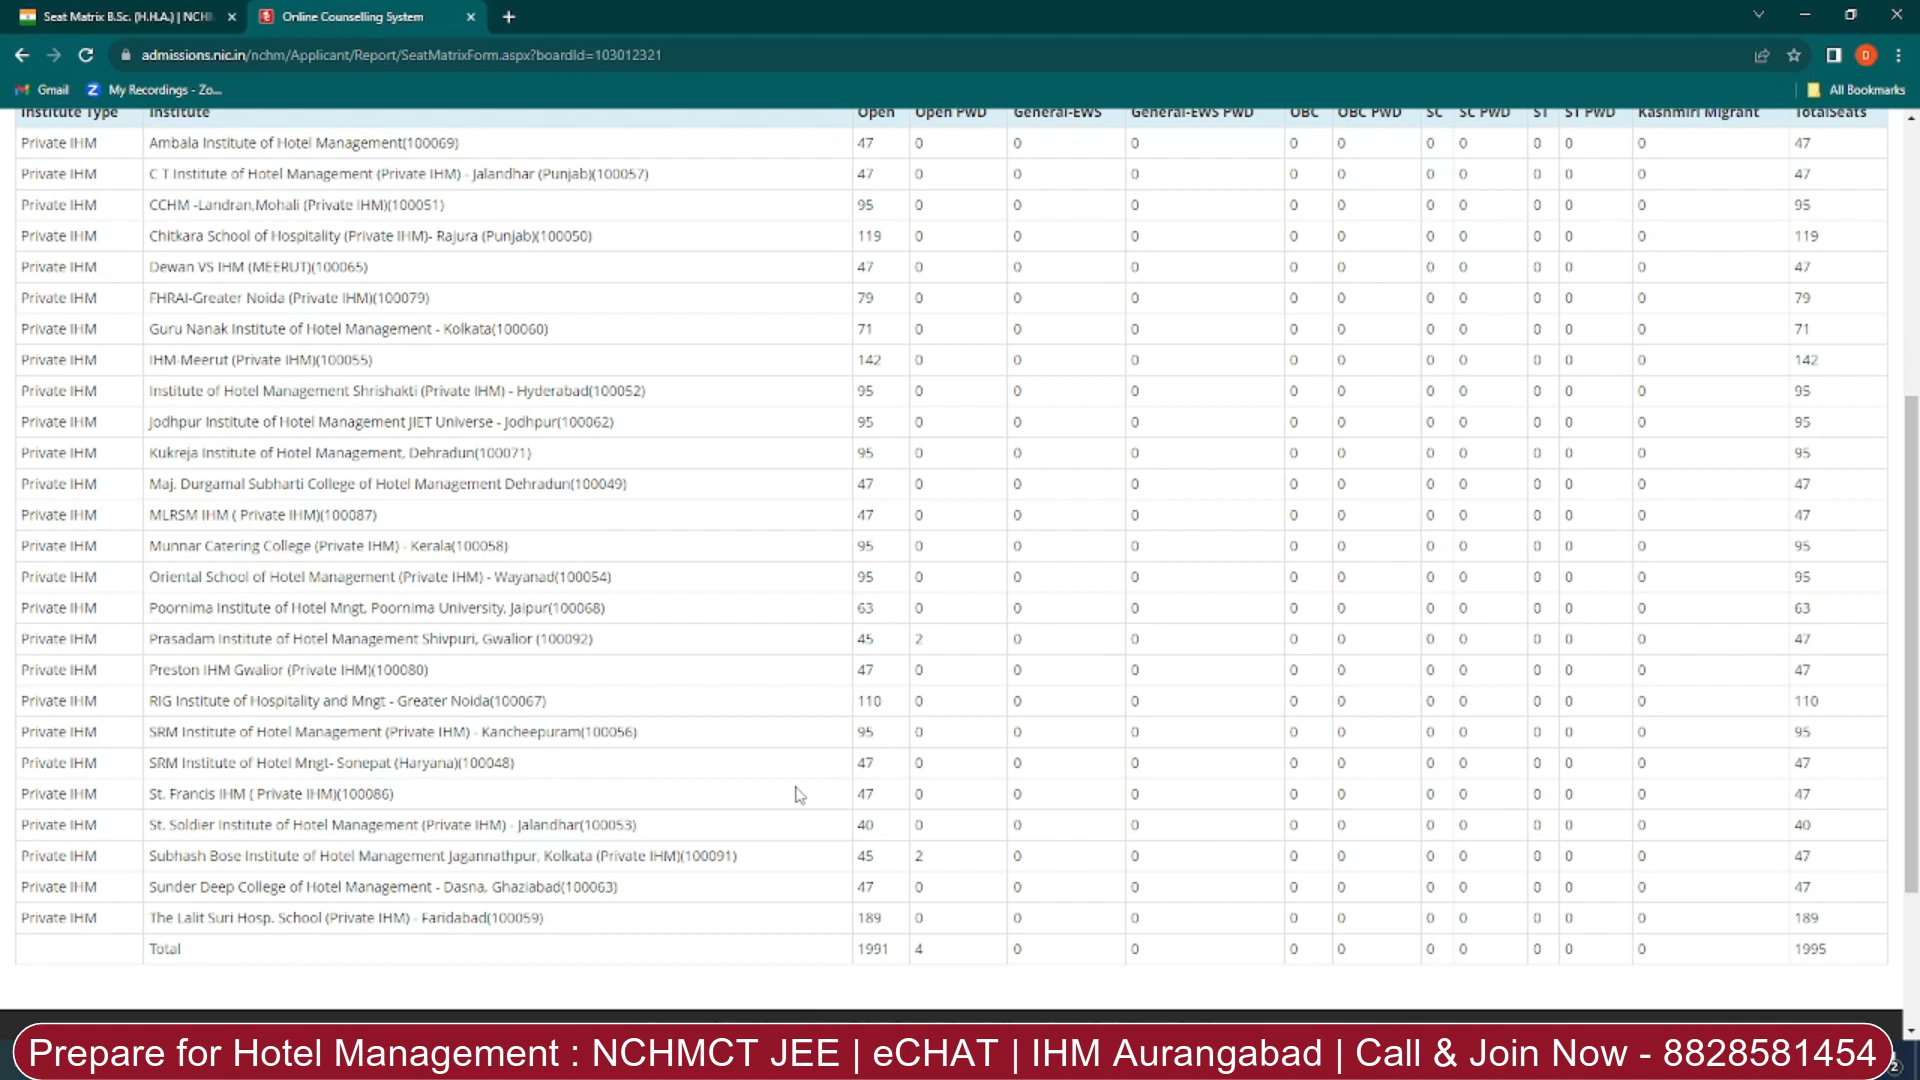 Seat Matrix B.Sc. (H.H.A.) | NCH
Online Counselling System
admissions.nic.in/nchm/Applicant/Report/SeatMatrixForm.aspx?boardId=103012321
D
Gmail
Z My Recordings - Zo...
All Bookmarks
Institute Type Institute Open Open PWD General-EWS General-EWS PWD OBC OBC PWD SC SC PWD ST ST PWD Kashmiri Migrant TotalSeats
Private IHM Ambala Institute of Hotel Management(100069) 47 0 0 0 0 0 0 0 0 0 0 47
Private IHM C T Institute of Hotel Management (Private IHM) - Jalandhar (Punjab)(100057) 47 0 0 0 0 0 0 0 0 0 0 47
Private IHM CCHM -Landran,Mohali (Private IHM)(100051) 95 0 0 0 0 0 0 0 0 0 0 95
Private IHM Chitkara School of Hospitality (Private IHM)- Rajura (Punjab)(100050) 119 0 0 0 0 0 0 0 0 0 0 119
Private IHM Dewan VS IHM (MEERUT)(100065) 47 0 0 0 0 0 0 0 0 0 0 47
Private IHM FHRAI-Greater Noida (Private IHM)(100079) 79 0 0 0 0 0 0 0 0 0 0 79
Private IHM Guru Nanak Institute of Hotel Management - Kolkata(100060) 71 0 0 0 0 0 0 0 0 0 0 71
Private IHM IHM-Meerut (Private IHM)(100055) 142 0 0 0 0 0 0 0 0 0 0 142
Private IHM Institute of Hotel Management Shrishakti (Private IHM) - Hyderabad(100052) 95 0 0 0 0 0 0 0 0 0 0 95
Private IHM Jodhpur Institute of Hotel Management JIET Universe - Jodhpur(100062) 95 0 0 0 0 0 0 0 0 0 0 95
Private IHM Kukreja Institute of Hotel Management, Dehradun(100071) 95 0 0 0 0 0 0 0 0 0 0 95
Private IHM Maj. Durgamal Subharti College of Hotel Management Dehradun(100049) 47 0 0 0 0 0 0 0 0 0 0 47
Private IHM MLRSM IHM ( Private IHM)(100087) 47 0 0 0 0 0 0 0 0 0 0 47
Private IHM Munnar Catering College (Private IHM) - Kerala(100058) 95 0 0 0 0 0 0 0 0 0 0 95
Private IHM Oriental School of Hotel Management (Private IHM) - Wayanad(100054) 95 0 0 0 0 0 0 0 0 0 0 95
Private IHM Poornima Institute of Hotel Mngt, Poornima University, Jaipur(100068) 63 0 0 0 0 0 0 0 0 0 0 63
Private IHM Prasadam Institute of Hotel Management Shivpuri, Gwalior (100092) 45 2 0 0 0 0 0 0 0 0 0 47
Private IHM Preston IHM Gwalior (Private IHM)(100080) 47 0 0 0 0 0 0 0 0 0 0 47
Private IHM RIG Institute of Hospitality and Mngt - Greater Noida(100067) 110 0 0 0 0 0 0 0 0 0 0 110
Private IHM SRM Institute of Hotel Management (Private IHM) - Kancheepuram(100056) 95 0 0 0 0 0 0 0 0 0 0 95
Private IHM SRM Institute of Hotel Mngt- Sonepat (Haryana)(100048) 47 0 0 0 0 0 0 0 0 0 0 47
Private IHM St. Francis IHM ( Private IHM)(100086) 47 0 0 0 0 0 0 0 0 0 0 47
Private IHM St. Soldier Institute of Hotel Management (Private IHM) - Jalandhar(100053) 40 0 0 0 0 0 0 0 0 0 0 40
Private IHM Subhash Bose Institute of Hotel Management Jagannathpur, Kolkata (Private IHM)(100091) 45 2 0 0 0 0 0 0 0 0 0 47
Private IHM Sunder Deep College of Hotel Management - Dasna, Ghaziabad(100063) 47 0 0 0 0 0 0 0 0 0 0 47
Private IHM The Lalit Suri Hosp. School (Private IHM) - Faridabad(100059) 189 0 0 0 0 0 0 0 0 0 0 189
Total 1991 4 0 0 0 0 0 0 0 0 0 1995
Prepare for Hotel Management : NCHMCT JEE | eCHAT | IHM Aurangabad | Call & Join Now - 8828581454